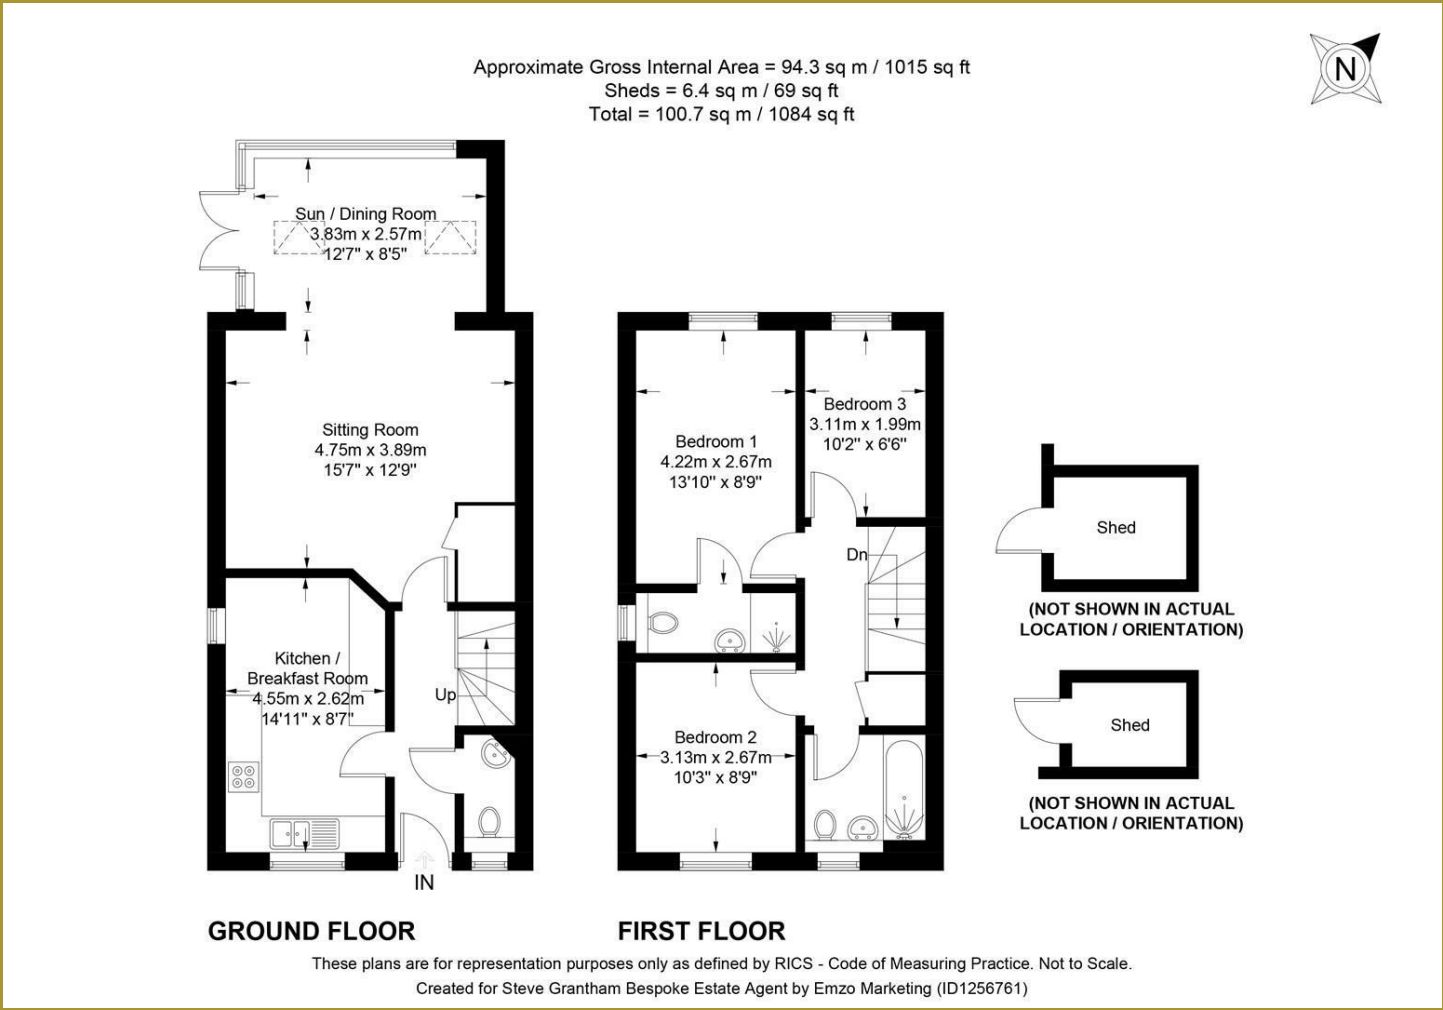 Approximate Gross Internal Area = 94.3 sq m / 1015 sq ft
Sheds = 6.4 sq m / 69 sq ft
Total = 100.7 sq m / 1084 sq ft
N
Sun / Dining Room
3.83m x 2.57m
12'7" x 8'5"
Sitting Room
4.75m x 3.89m
15'7" x 12'9"
Kitchen /
Breakfast Room
4.55m x 2.62m
14'11" x 8'7"
Up
IN
Bedroom 1
4.22m x 2.67m
13'10" x 8'9"
Bedroom 3
3.11m x 1.99m
10'2" x 6'6"
Dn
Bedroom 2
3.13m x 2.67m
10'3" x 8'9"
Shed
(NOT SHOWN IN ACTUAL
LOCATION / ORIENTATION)
Shed
(NOT SHOWN IN ACTUAL
LOCATION / ORIENTATION)
GROUND FLOOR
FIRST FLOOR
These plans are for representation purposes only as defined by RICS - Code of Measuring Practice. Not to Scale.
Created for Steve Grantham Bespoke Estate Agent by Emzo Marketing (ID1256761)